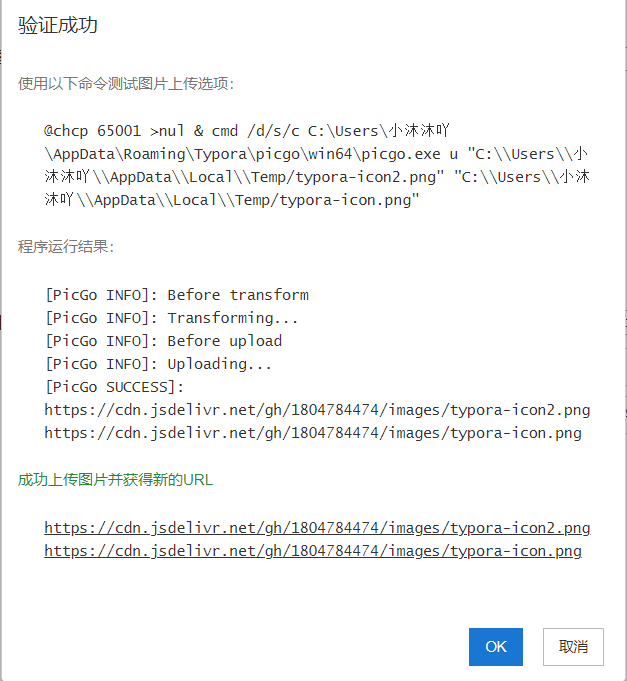 验证成功
使用以下命令测试图片上传选项：
@chcp 65001 >nul & cmd /d/s/c C:\Users\小沐沐吖
\AppData\Roaming\Typora\picgo\win64\picgo.exe u "C:\\Users\\小
沐沐吖\\AppData\\Local\\Temp/typora-icon2.png" "C:\\Users\\小沐
沐吖\\AppData\\Local\\Temp/typora-icon.png"
程序运行结果：
[PicGo INFO]: Before transform
[PicGo INFO]: Transforming...
[PicGo INFO]: Before upload
[PicGo INFO]: Uploading...
[PicGo SUCCESS]:
https://cdn.jsdelivr.net/gh/1804784474/images/typora-icon2.png
https://cdn.jsdelivr.net/gh/1804784474/images/typora-icon.png
成功上传图片并获得新的URL
https://cdn.jsdelivr.net/gh/1804784474/images/typora-icon2.png
https://cdn.jsdelivr.net/gh/1804784474/images/typora-icon.png
OK 取消